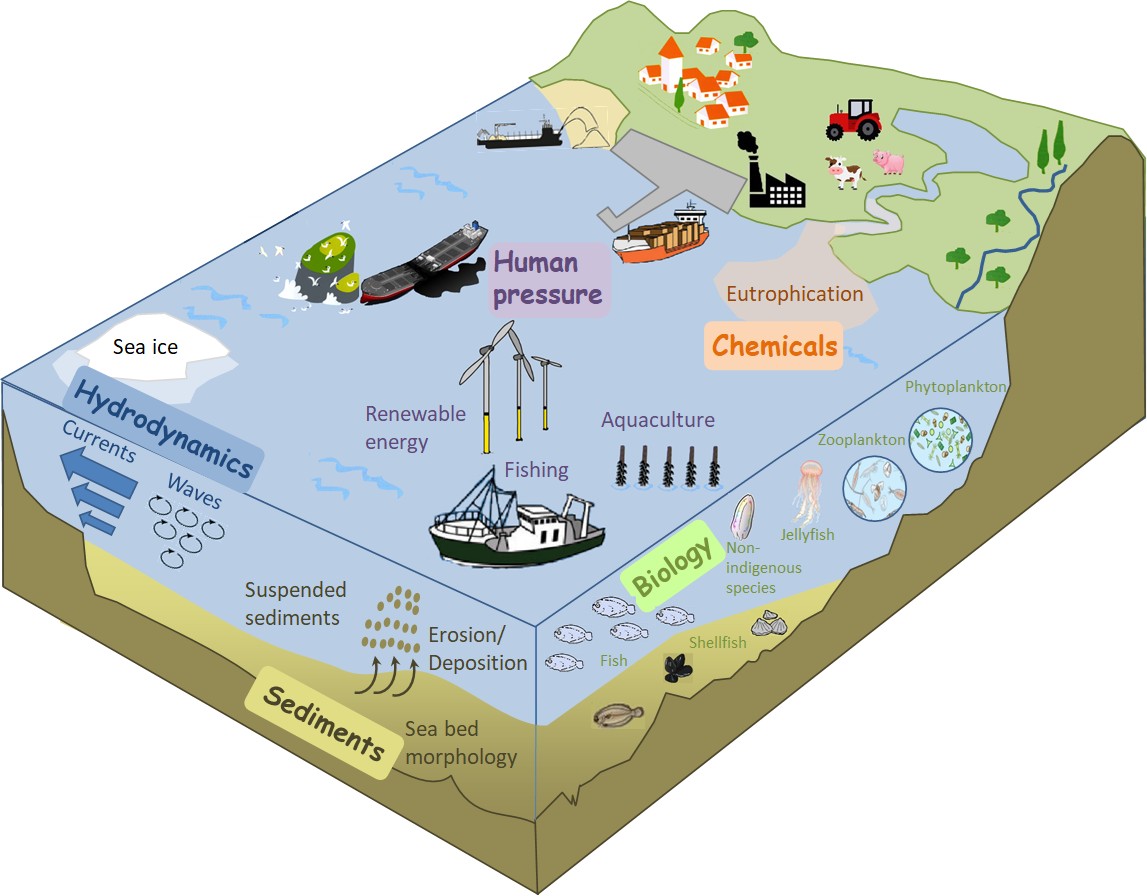 Human
pressure
Eutrophication
Chemicals
Sea ice
Hydrodynamics
Currents
Waves
Renewable
energy
Aquaculture
Fishing
Phytoplankton
Zooplankton
Jellyfish
Non-
indigenous
species
Biology
Fish
Shellfish
Suspended
sediments
Erosion/
Deposition
Sediments
Sea bed
morphology